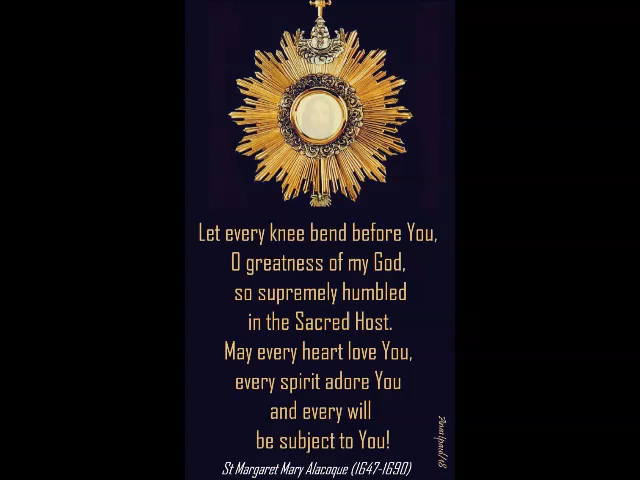 Let every knee bend before You,
O greatness of my God,
so supremely humbled
in the Sacred Host.
May every heart love You,
every spirit adore You
and every will
be subject to You!
St Margaret Mary Alacoque (1647-1690)